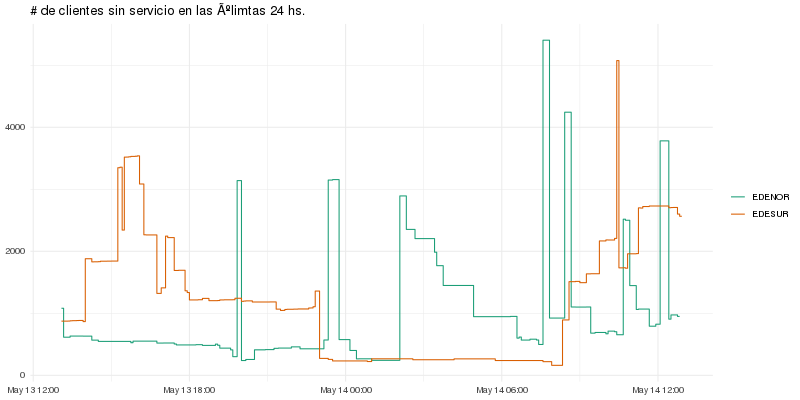 # de clientes sin servicio en las Ãºlimtas 24 hs.
4000
2000
0
May 13 12:00
May 13 18:00
May 14 00:00
May 14 06:00
May 14 12:00
EDENOR
EDESUR